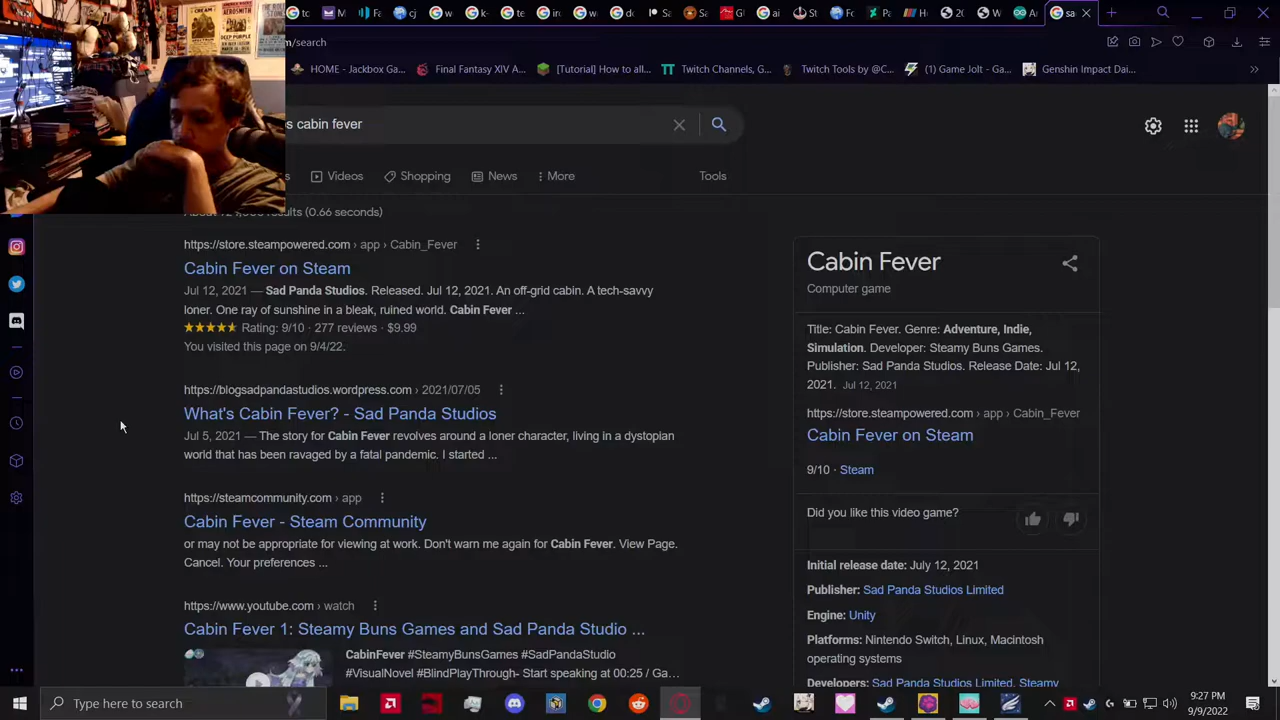 CREAM
AEROSMITH
DEEP PURPLE
m/search
HOME - Jackbox Ga...
Final Fantasy XIV A...
[Tutorial] How to all...
Twitch Channels, G...
Twitch Tools by @C...
(1) Game Jolt - Ga...
Genshin Impact Dai...
s cabin fever
Videos
Shopping
News
More
Tools
results (0.66 seconds)
https://store.steampowered.com › app › Cabin_Fever
Cabin Fever on Steam
Jul 12, 2021 — Sad Panda Studios. Released. Jul 12, 2021. An off-grid cabin. A tech-savvy
loner. One ray of sunshine in a bleak, ruined world. Cabin Fever ...
Rating: 9/10 · 277 reviews · $9.99
You visited this page on 9/4/22.
https://blogsadpandastudios.wordpress.com › 2021/07/05
What's Cabin Fever? - Sad Panda Studios
Jul 5, 2021 — The story for Cabin Fever revolves around a loner character, living in a dystopian
world that has been ravaged by a fatal pandemic. I started ...
https://steamcommunity.com › app
Cabin Fever - Steam Community
or may not be appropriate for viewing at work. Don't warn me again for Cabin Fever. View Page.
Cancel. Your preferences ...
https://www.youtube.com › watch
Cabin Fever 1: Steamy Buns Games and Sad Panda Studio ...
CabinFever #SteamyBunsGames #SadPandaStudio
#VisualNovel #BlindPlayThrough- Start speaking at 00:25 / Ga...
Cabin Fever
Computer game
Title: Cabin Fever. Genre: Adventure, Indie,
Simulation. Developer: Steamy Buns Games.
Publisher: Sad Panda Studios. Release Date: Jul 12,
2021. Jul 12, 2021
https://store.steampowered.com › app › Cabin_Fever
Cabin Fever on Steam
9/10 · Steam
Did you like this video game?
Initial release date: July 12, 2021
Publisher: Sad Panda Studios Limited
Engine: Unity
Platforms: Nintendo Switch, Linux, Macintosh
operating systems
Developers: Sad Panda Studios Limited, Steamy
Type here to search
9:27 PM
9/9/2022